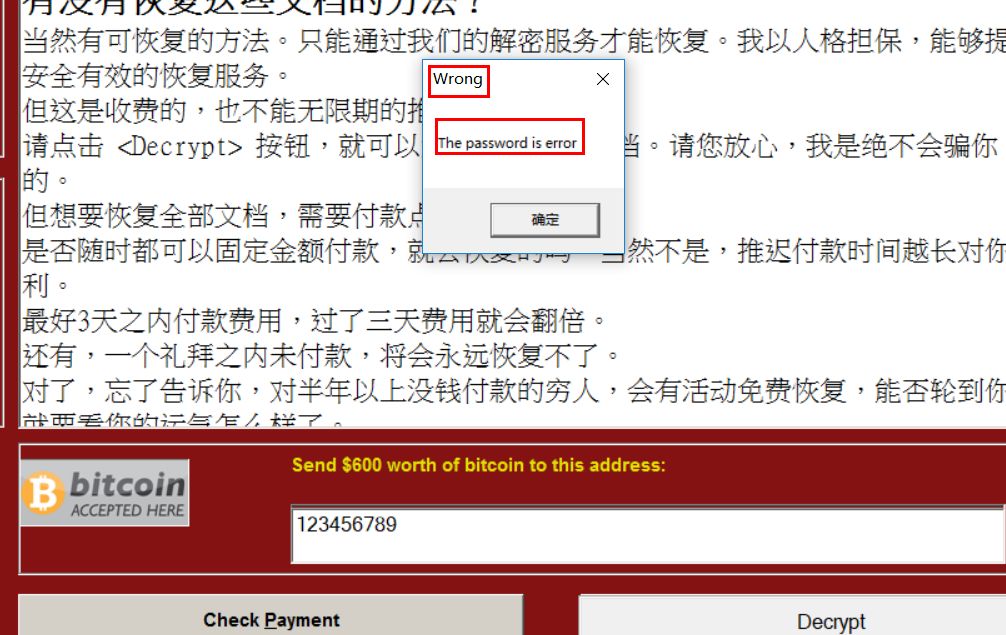 有没有恢复这些文档的方法？
当然有可恢复的方法。只能通过我们的解密服务才能恢复。我以人格担保，能够提
安全有效的恢复服务。
但这是收费的，也不能无限期的推
请点击 <Decrypt> 按钮，就可以 档。请您放心，我是绝不会骗你
的。
但想要恢复全部文档，需要付款点
是否随时都可以固定金额付款，就会恢复的吗 当然不是，推迟付款时间越长对你
利。
最好3天之内付款费用，过了三天费用就会翻倍。
还有，一个礼拜之内未付款，将会永远恢复不了。
对了，忘了告诉你，对半年以上没钱付款的穷人，会有活动免费恢复，能否轮到你
就要看您的运气怎么样了。
Wrong
The password is error
确定
bitcoin
ACCEPTED HERE
Send $600 worth of bitcoin to this address:
123456789
Check Payment
Decrypt